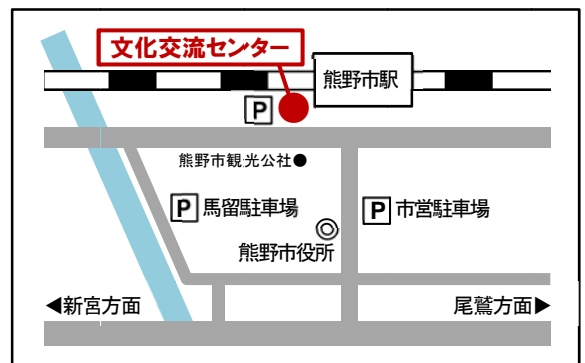 文化交流センター
熊野市駅
P
熊野市観光公社●
P 馬留駐車場
P 市営駐車場
◎
熊野市役所
◀新宮方面
尾鷲方面▶